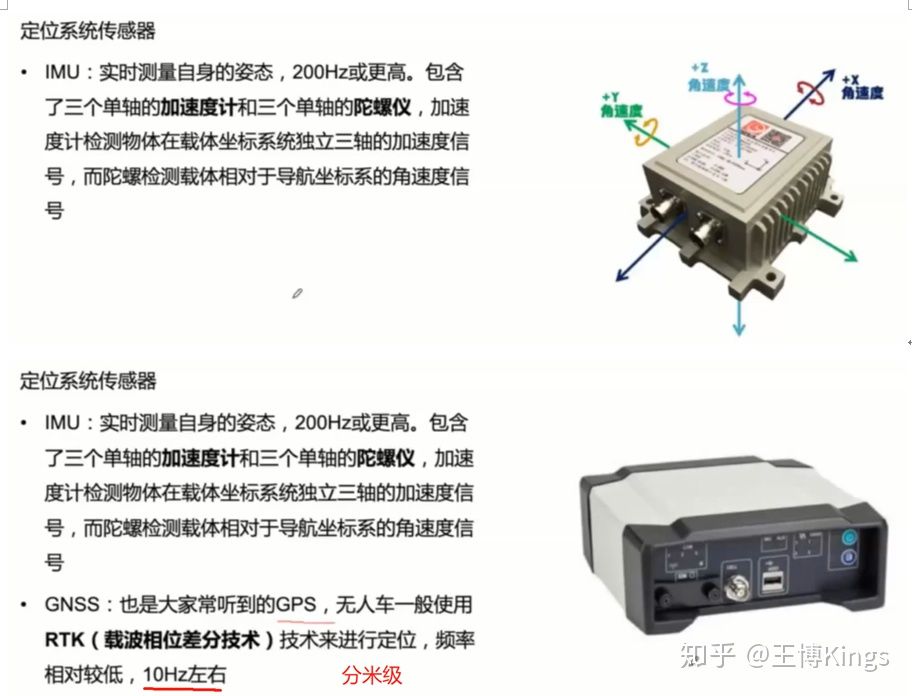 定位系统传感器
• IMU：实时测量自身的姿态，200Hz或更高。包含
了三个单轴的加速度计和三个单轴的陀螺仪，加速
度计检测物体在载体坐标系统独立三轴的加速度信
号，而陀螺检测载体相对于导航坐标系的角速度信
号
+Z
角速度
+X
角速度
+Y
角速度
定位系统传感器
• IMU：实时测量自身的姿态，200Hz或更高。包含
了三个单轴的加速度计和三个单轴的陀螺仪，加速
度计检测物体在载体坐标系统独立三轴的加速度信
号，而陀螺检测载体相对于导航坐标系的角速度信
号
• GNSS：也是大家常听到的GPS，无人车一般使用
RTK（载波相位差分技术）技术来进行定位，频率
相对较低，10Hz左右
分米级
知乎 @王博Kings